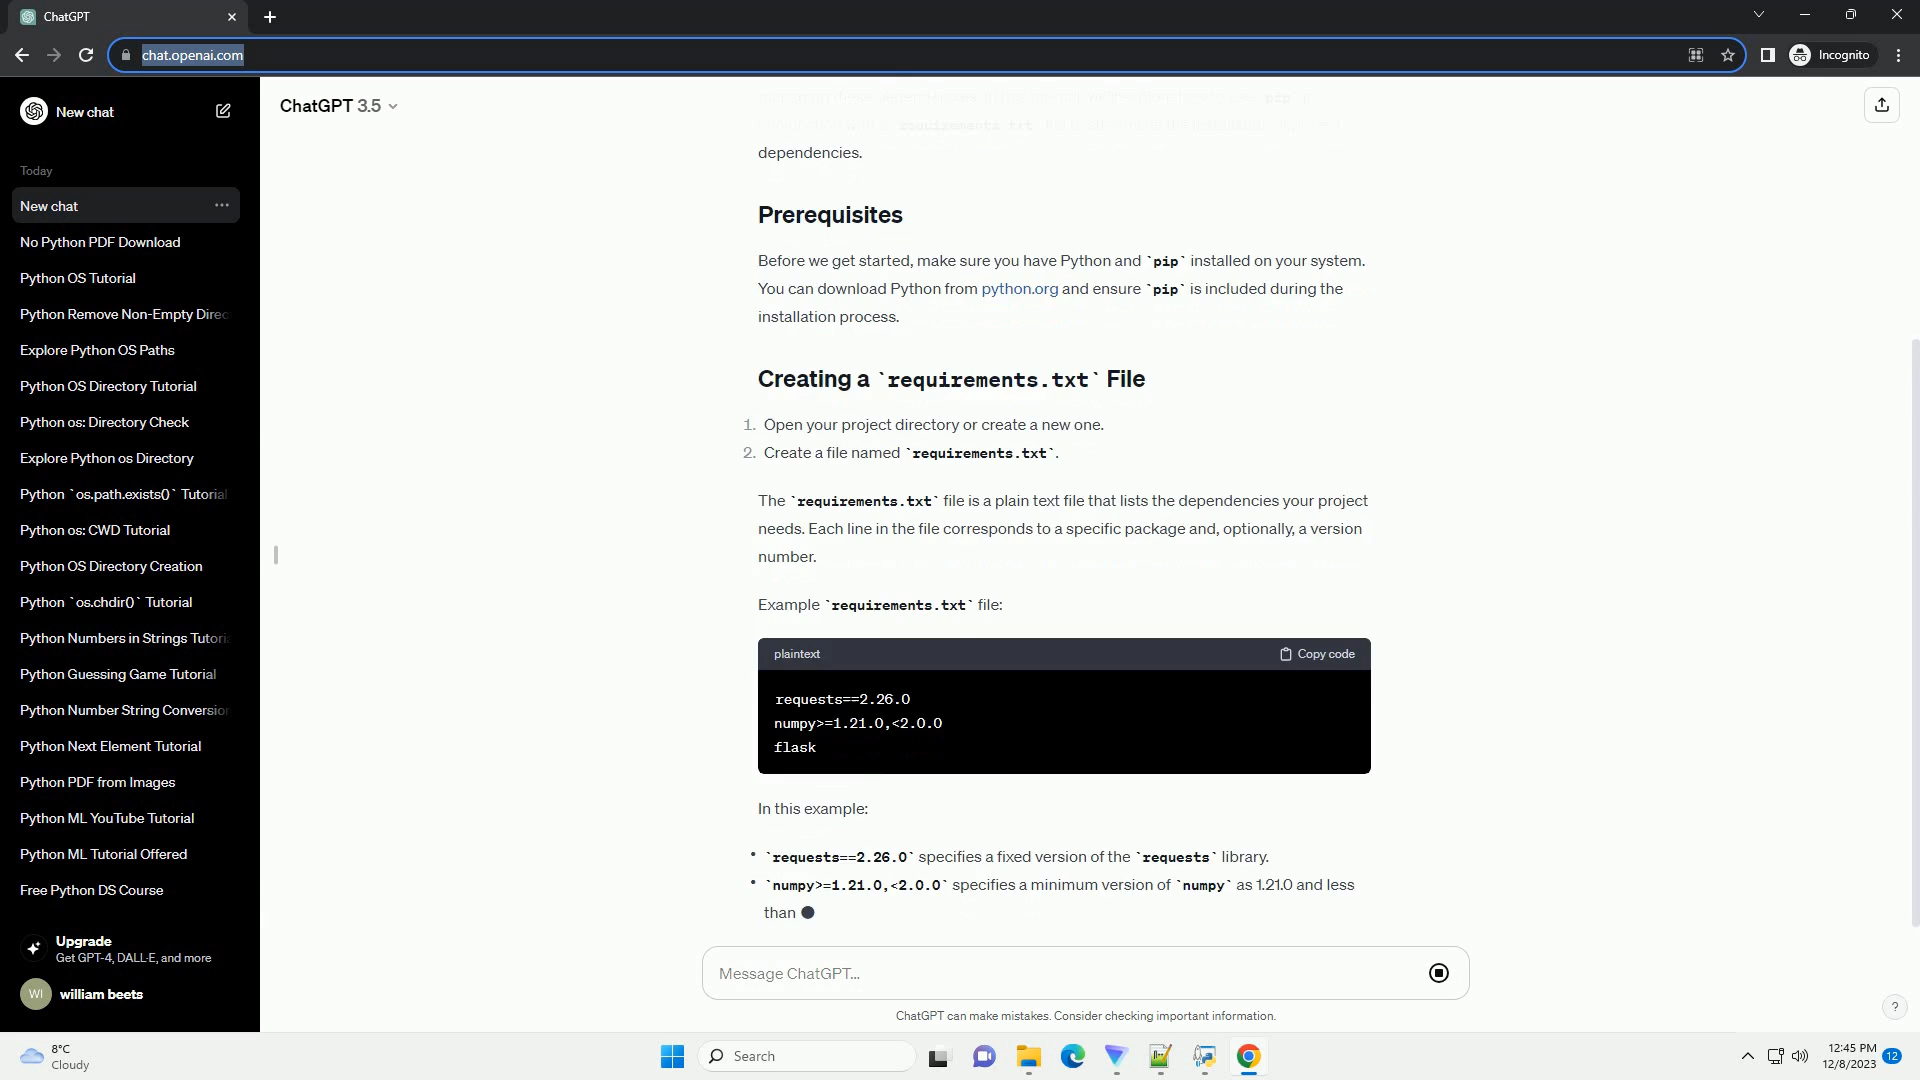 ChatGPT
chat.openai.com
Incognito
New chat
ChatGPT 3.5
Today
New chat
No Python PDF Download
Python OS Tutorial
Python Remove Non-Empty Direc
Explore Python OS Paths
Python OS Directory Tutorial
Python os: Directory Check
Explore Python os Directory
Python `os.path.exists()` Tutorial
Python os: CWD Tutorial
Python OS Directory Creation
Python `os.chdir()` Tutorial
Python Numbers in Strings Tutori
Python Guessing Game Tutorial
Python Number String Conversion
Python Next Element Tutorial
Python PDF from Images
Python ML YouTube Tutorial
Python ML Tutorial Offered
Free Python DS Course
Upgrade
Get GPT-4, DALL·E, and more
WI
william beets
requirements.txt
dependencies.
Prerequisites
Before we get started, make sure you have Python and `pip` installed on your system.
You can download Python from python.org and ensure `pip` is included during the
installation process.
Creating a `requirements.txt` File
1. Open your project directory or create a new one.
2. Create a file named `requirements.txt`.
The `requirements.txt` file is a plain text file that lists the dependencies your project
needs. Each line in the file corresponds to a specific package and, optionally, a version
number.
Example `requirements.txt` file:
plaintext
Copy code
requests==2.26.0
numpy>=1.21.0,<2.0.0
flask
In this example:
• `requests==2.26.0` specifies a fixed version of the `requests` library.
• `numpy>=1.21.0,<2.0.0` specifies a minimum version of `numpy` as 1.21.0 and less
than
Message ChatGPT...
ChatGPT can make mistakes. Consider checking important information.
?
8°C
Cloudy
Search
12:45 PM
12/8/2023
12